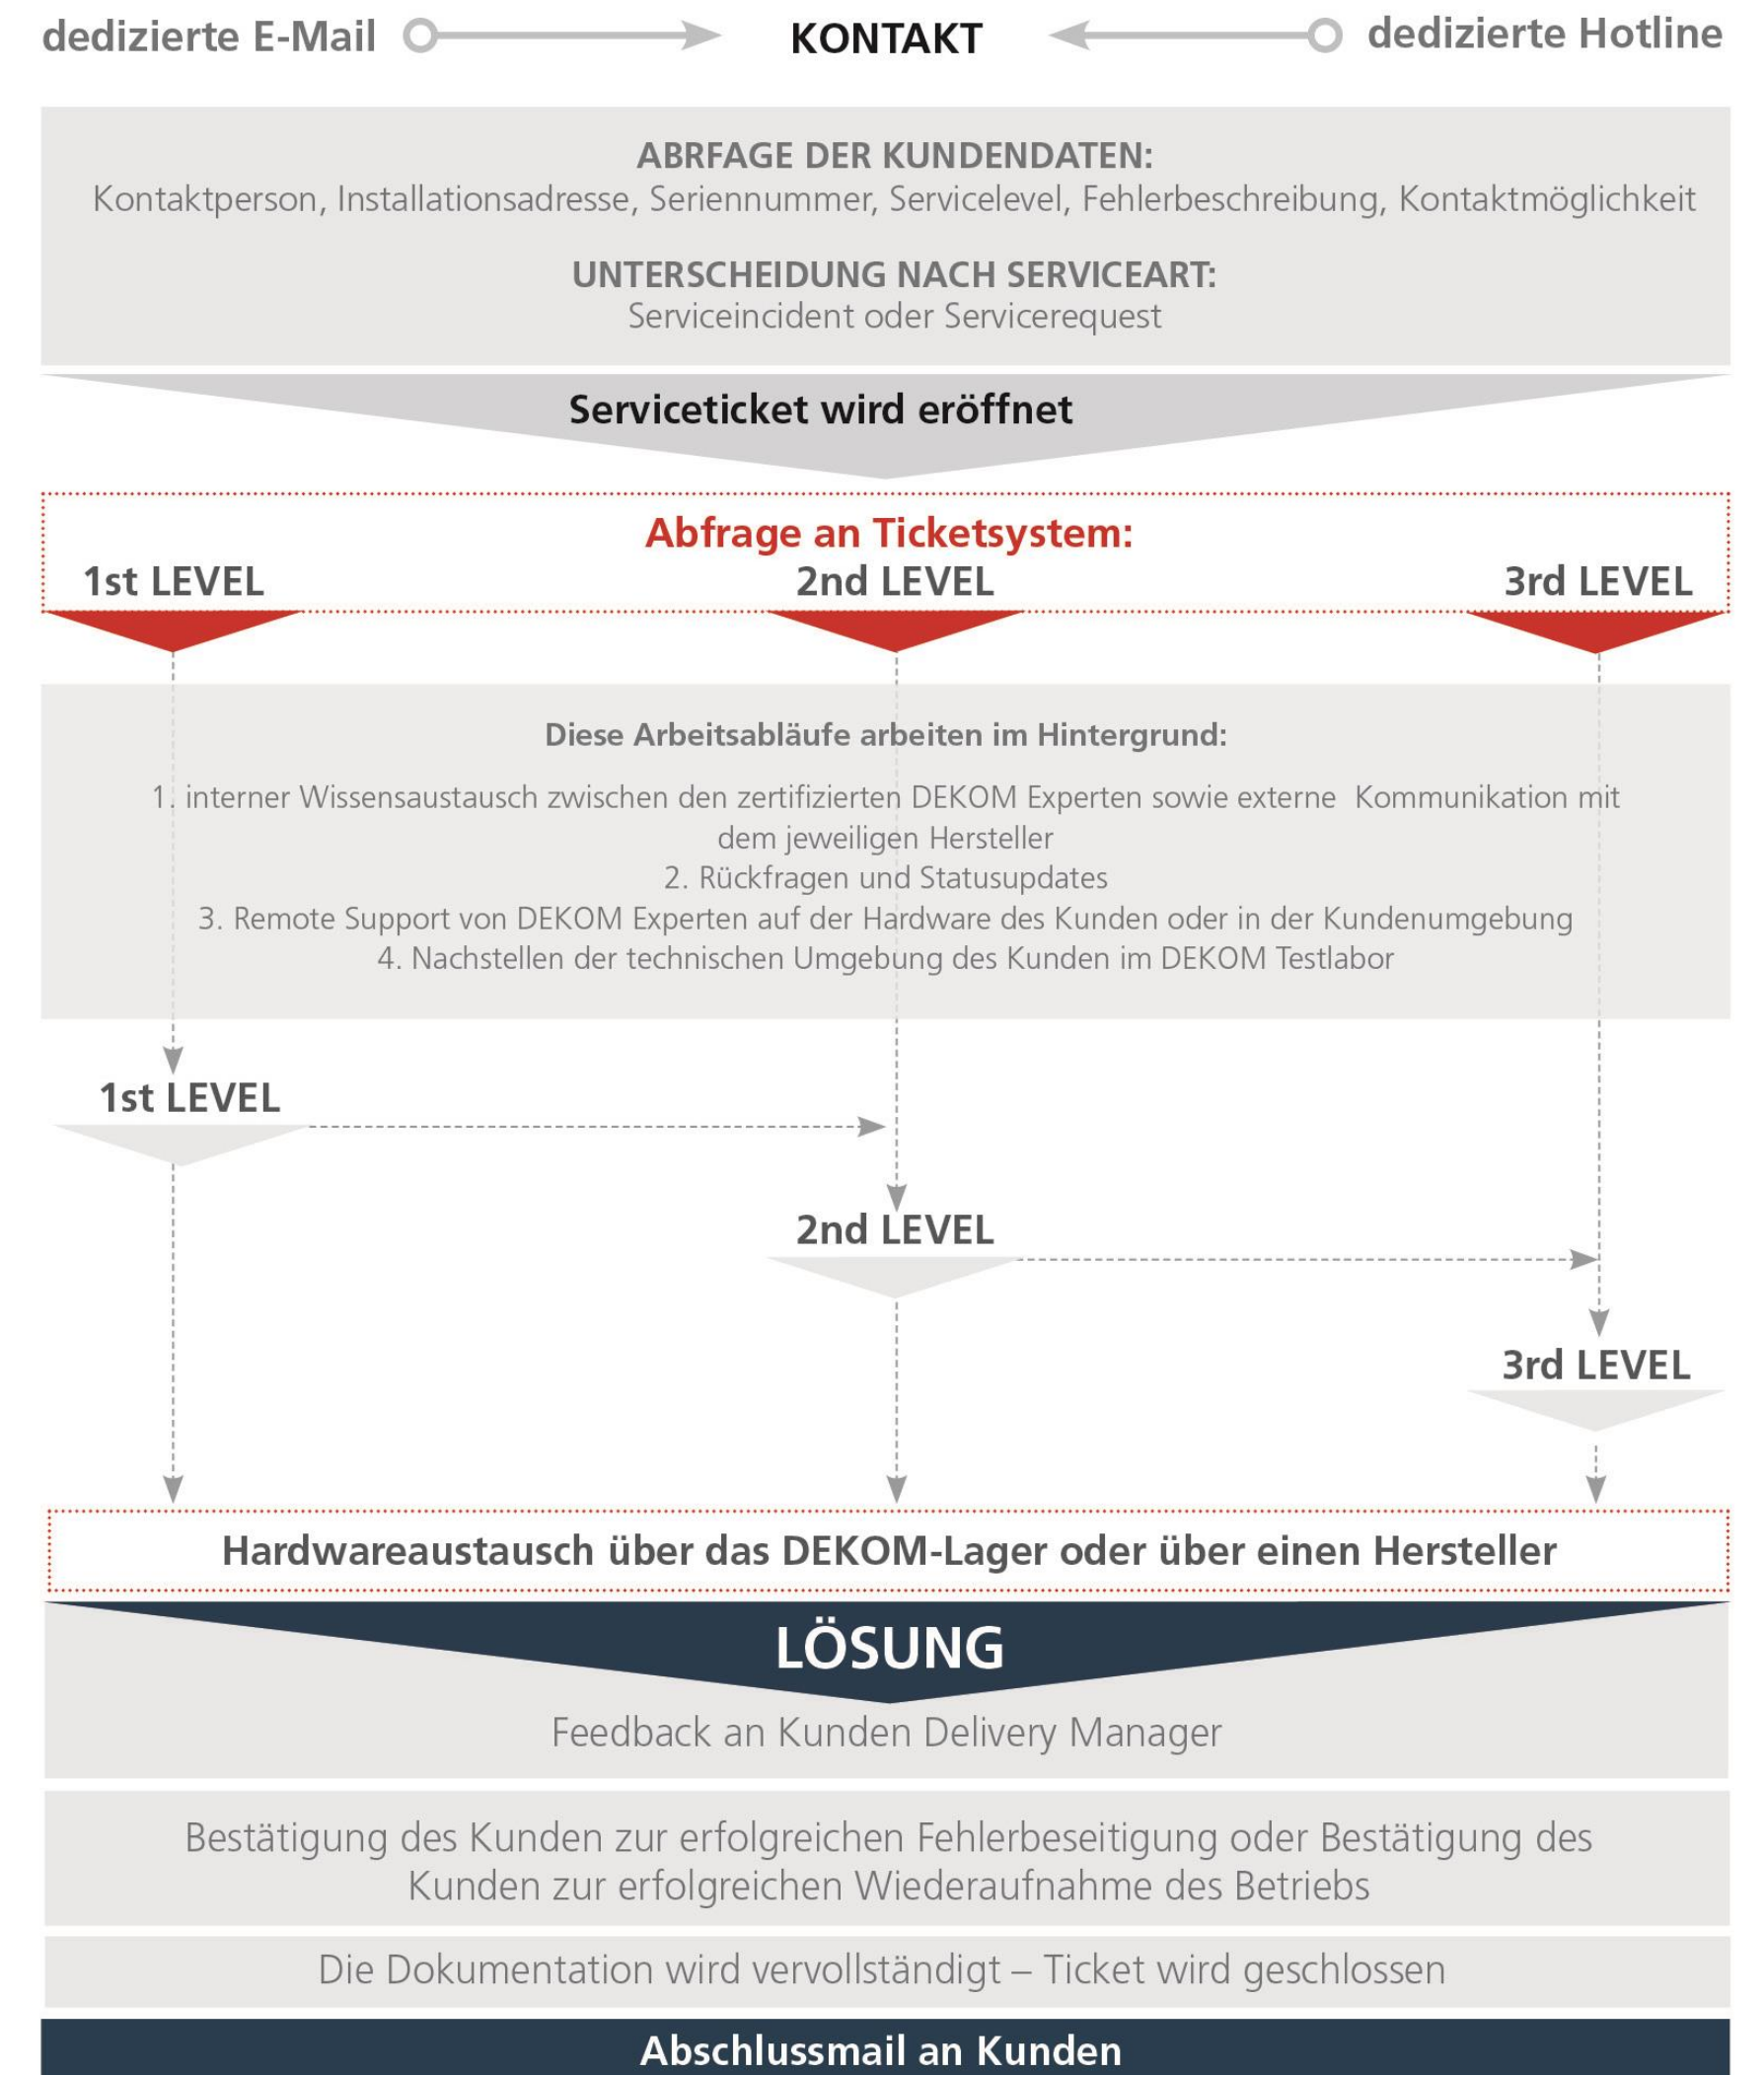 dedizierte E-Mail
KONTAKT
dedizierte Hotline
ABRFAGE DER KUNDENDATEN:
Kontaktperson, Installationsadresse, Seriennummer, Servicelevel, Fehlerbeschreibung, Kontaktmöglichkeit
UNTERSCHEIDUNG NACH SERVICEART:
Serviceincident oder Servicerequest
Serviceticket wird eröffnet
Abfrage an Ticketsystem:
1st LEVEL
2nd LEVEL
3rd LEVEL
Diese Arbeitsabläufe arbeiten im Hintergrund:
1. interner Wissensaustausch zwischen den zertifizierten DEKOM Experten sowie externe Kommunikation mit
dem jeweiligen Hersteller
2. Rückfragen und Statusupdates
3. Remote Support von DEKOM Experten auf der Hardware des Kunden oder in der Kundenumgebung
4. Nachstellen der technischen Umgebung des Kunden im DEKOM Testlabor
1st LEVEL
2nd LEVEL
3rd LEVEL
Hardwareaustausch über das DEKOM-Lager oder über einen Hersteller
LÖSUNG
Feedback an Kunden Delivery Manager
Bestätigung des Kunden zur erfolgreichen Fehlerbeseitigung oder Bestätigung des
Kunden zur erfolgreichen Wiederaufnahme des Betriebs
Die Dokumentation wird vervollständigt – Ticket wird geschlossen
Abschlussmail an Kunden